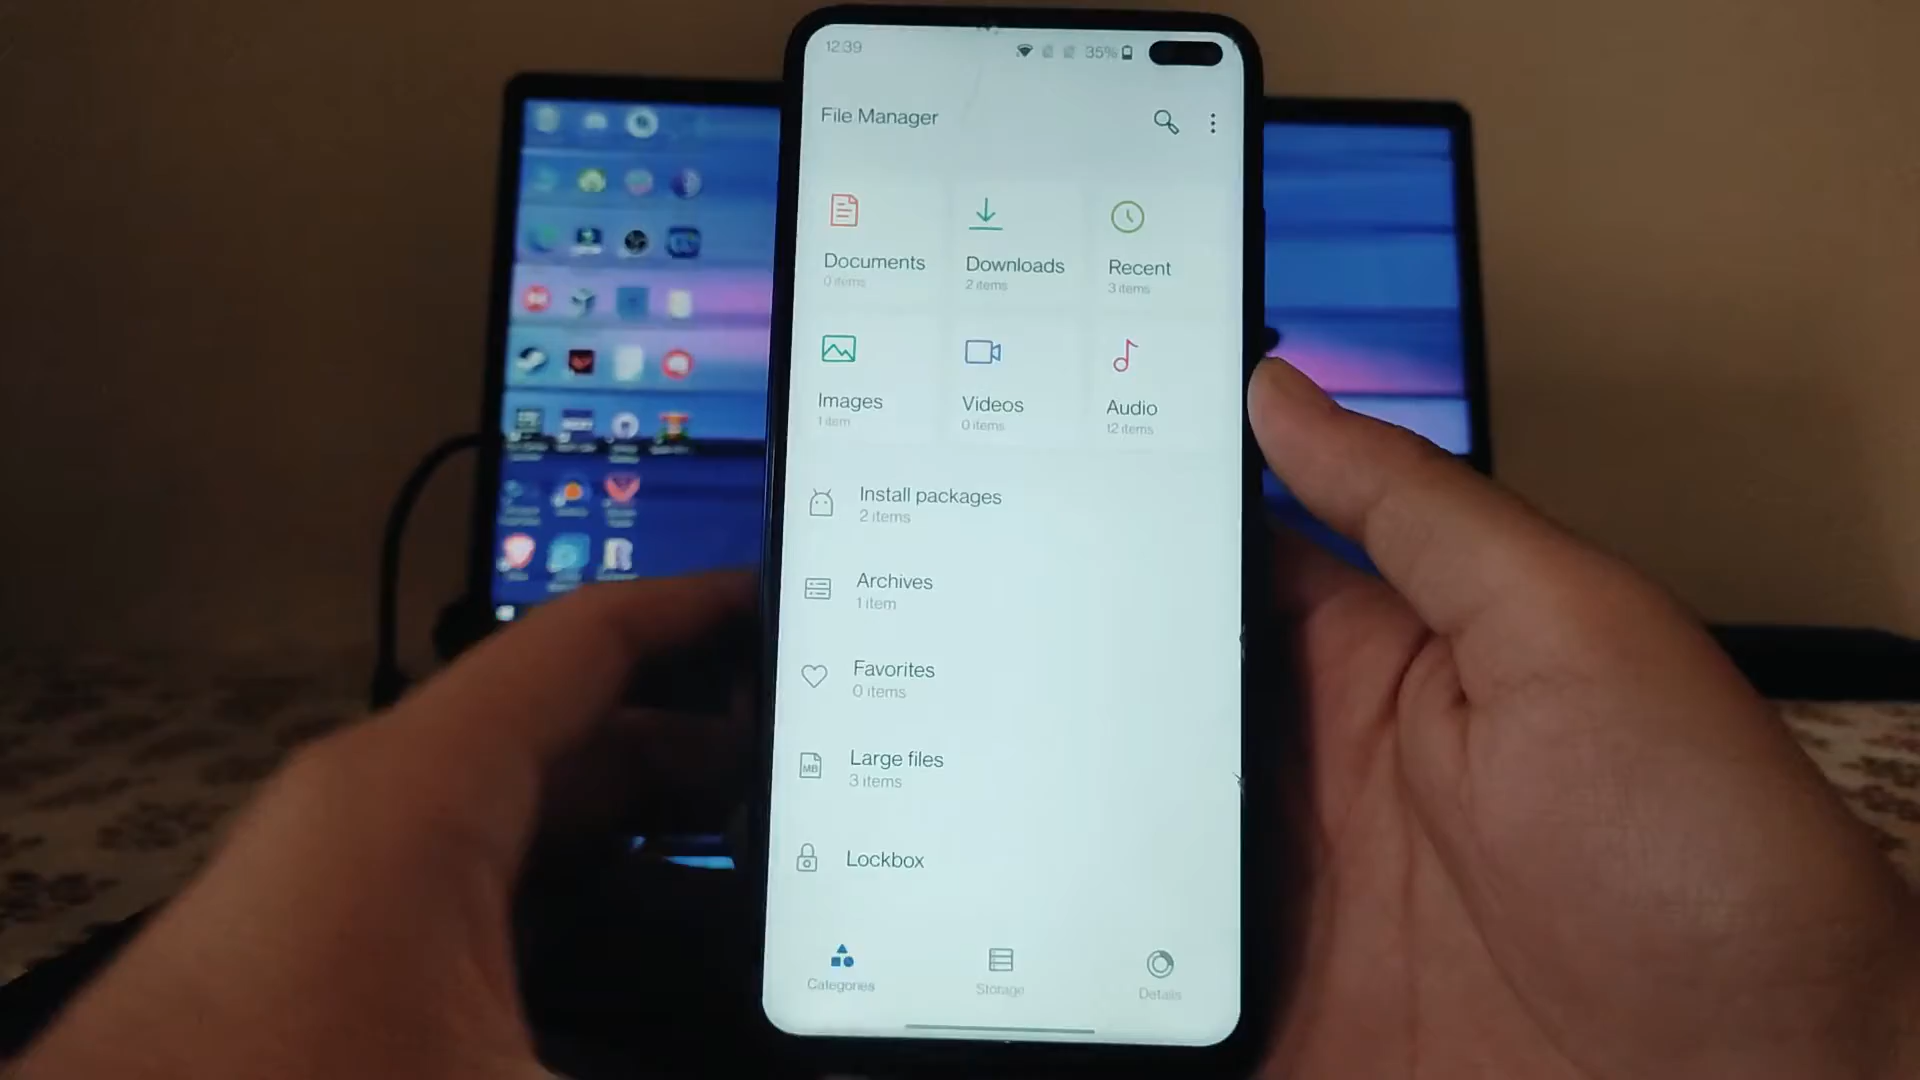 12:39
35%
File Manager
Documents
0 items
Downloads
2 items
Recent
3 items
Images
1 item
Videos
0 items
Audio
12 items
Install packages
2 items
Archives
1 item
Favorites
0 items
MB
Large files
3 items
Lockbox
Categories
Storage
Details